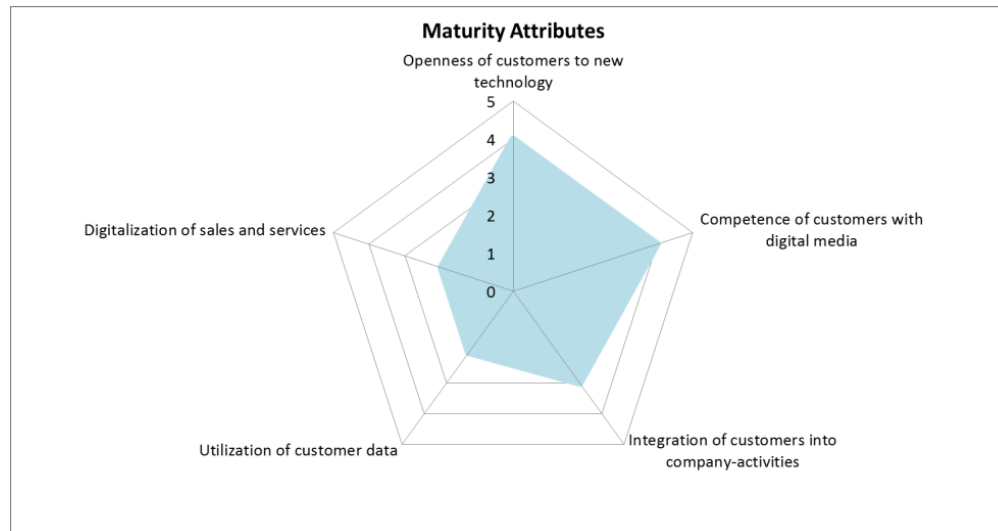 Maturity Attributes
Openness of customers to new
technology
5
4
3
2
1
0
Competence of customers with
digital media
Integration of customers into
company-activities
Utilization of customer data
Digitalization of sales and services